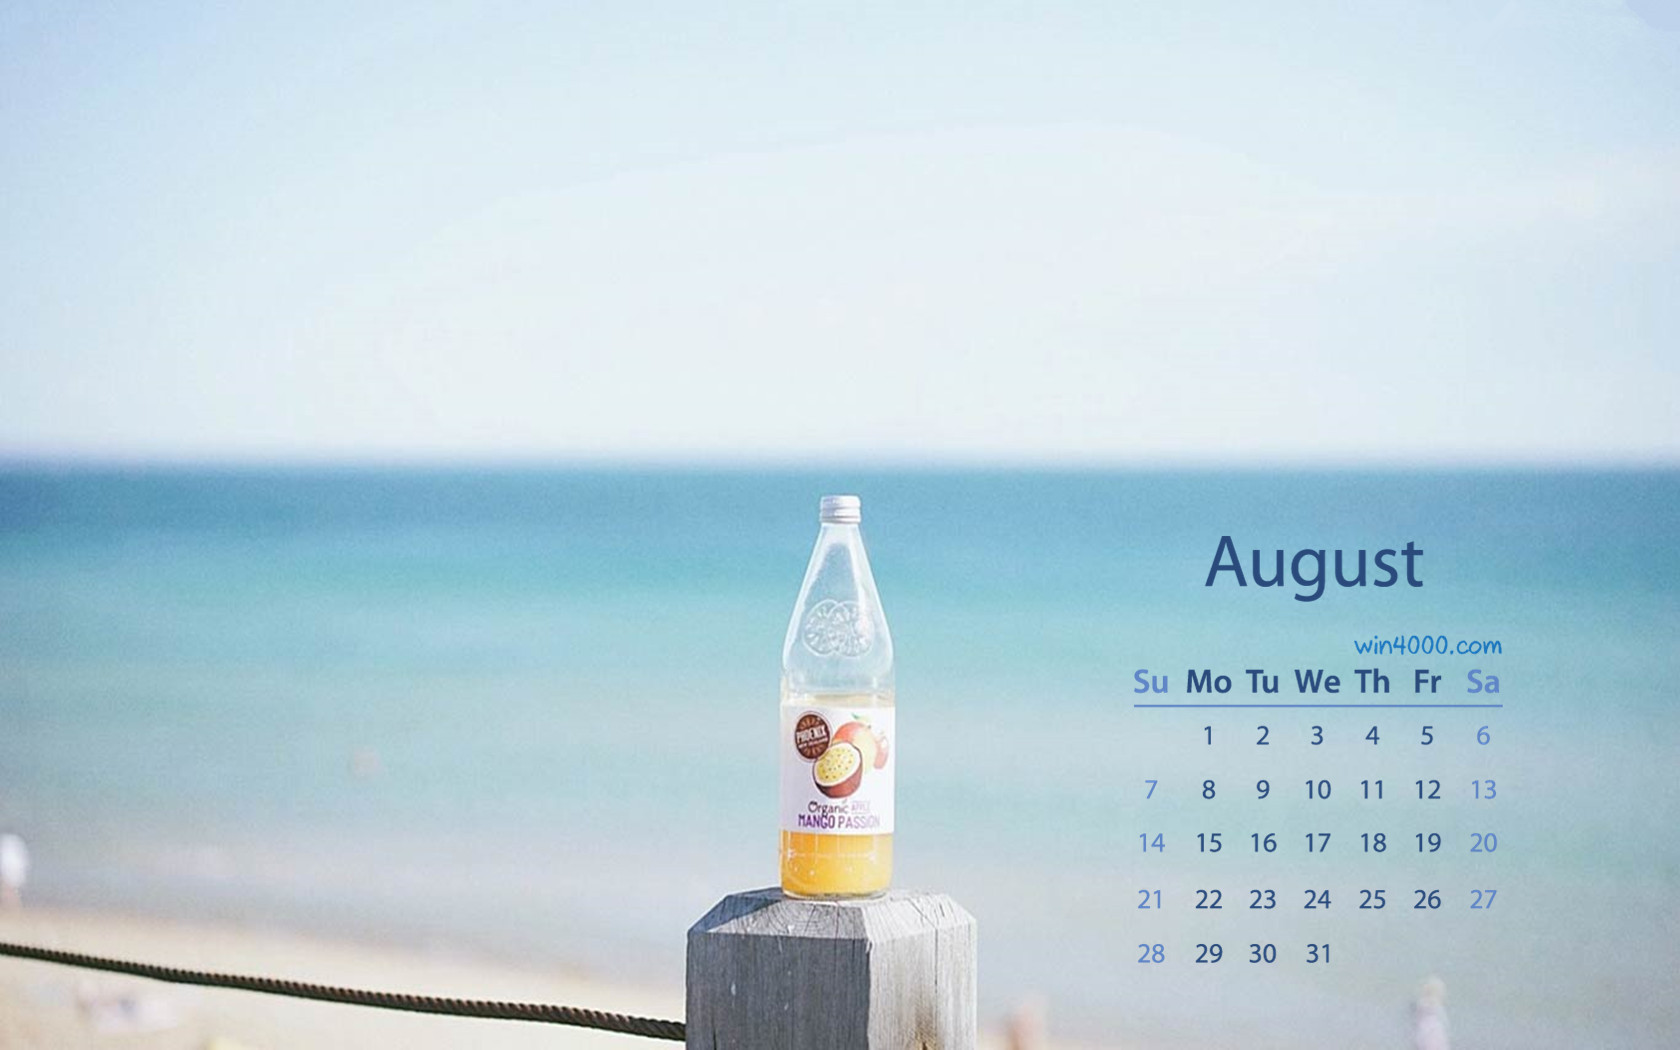 August
win4000.com
Su Mo Tu We Th Fr Sa
1 2 3 4 5 6
7 8 9 10 11 12 13
14 15 16 17 18 19 20
21 22 23 24 25 26 27
28 29 30 31
PHOENIX
Organic APPLE
MANGO PASSION